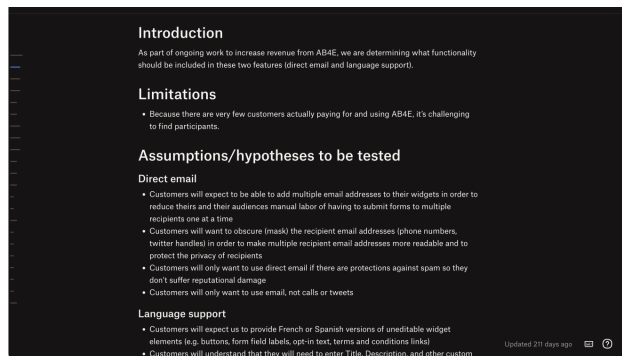 Introduction
As part of ongoing work to increase revenue from AB4E, we are determining what functionality
should be included in these two features (direct email and language support).
Limitations
• Because there are very few customers actually paying for and using AB4E, it's challenging
to find participants.
Assumptions/hypotheses to be tested
Direct email
• Customers will expect to be able to add multiple email addresses to their widgets in order to
reduce theirs and their audiences manual labor of having to submit forms to multiple
recipients one at a time
• Customers will want to obscure (mask) the recipient email addresses (phone numbers,
twitter handles) in order to make multiple recipient email addresses more readable and to
protect the privacy of recipients
• Customers will only want to use direct email if there are protections against spam so they
don't suffer reputational damage
• Customers will only want to use email, not calls or tweets
Language support
• Customers will expect us to provide French or Spanish versions of uneditable widget
elements (e.g. buttons, form field labels, opt-in text, terms and conditions links)
• Customers will understand that they will need to enter Title, Description, and other custom
Updated 211 days ago